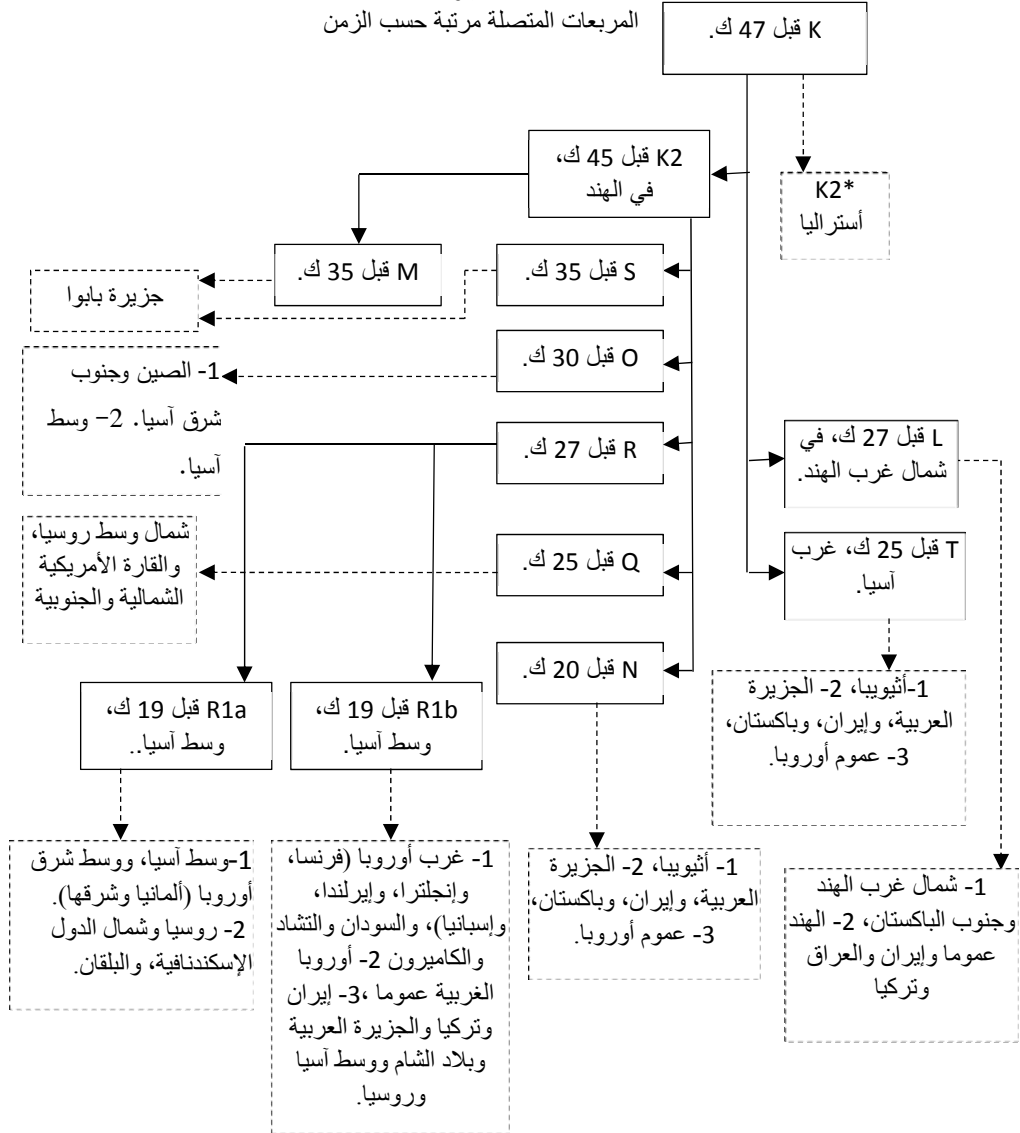 المربعات المتصلة مرتبة حسب الزمن
K قبل 47 ك.
K2 قبل 45 ك،
في الهند
K2*
أستراليا
M قبل 35 ك.
S قبل 35 ك.
جزيرة بابوا
O قبل 30 ك.
1- الصين وجنوب
شرق آسيا. 2- وسط
آسيا.
R قبل 27 ك.
L قبل 27 ك، في
شمال غرب الهند.
شمال وسط روسيا،
والقارة الأمريكية
الشمالية والجنوبية
Q قبل 25 ك.
T قبل 25 ك، غرب
آسيا.
N قبل 20 ك.
R1a قبل 19 ك،
وسط آسيا..
R1b قبل 19 ك،
وسط آسيا.
1-أثيوبيا، 2- الجزيرة
العربية، وإيران، وباكستان،
3- عموم أوروبا.
1-وسط آسيا، ووسط شرق
أوروبا (ألمانيا وشرقها).
2- روسيا وشمال الدول
الإسكندنافية، والبلقان.
1- غرب أوروبا (فرنسا،
وإنجلترا، وإيرلندا،
وإسبانيا)، والسودان والتشاد
والكاميرون 2- أوروبا
الغربية عموما ،3- إيران
وتركيا والجزيرة العربية
وبلاد الشام ووسط آسيا
وروسيا.
1- أثيوبيا، 2- الجزيرة
العربية، وإيران، وباكستان،
3- عموم أوروبا.
1- شمال غرب الهند
وجنوب الباكستان، 2- الهند
عموما وإيران والعراق
وتركيا